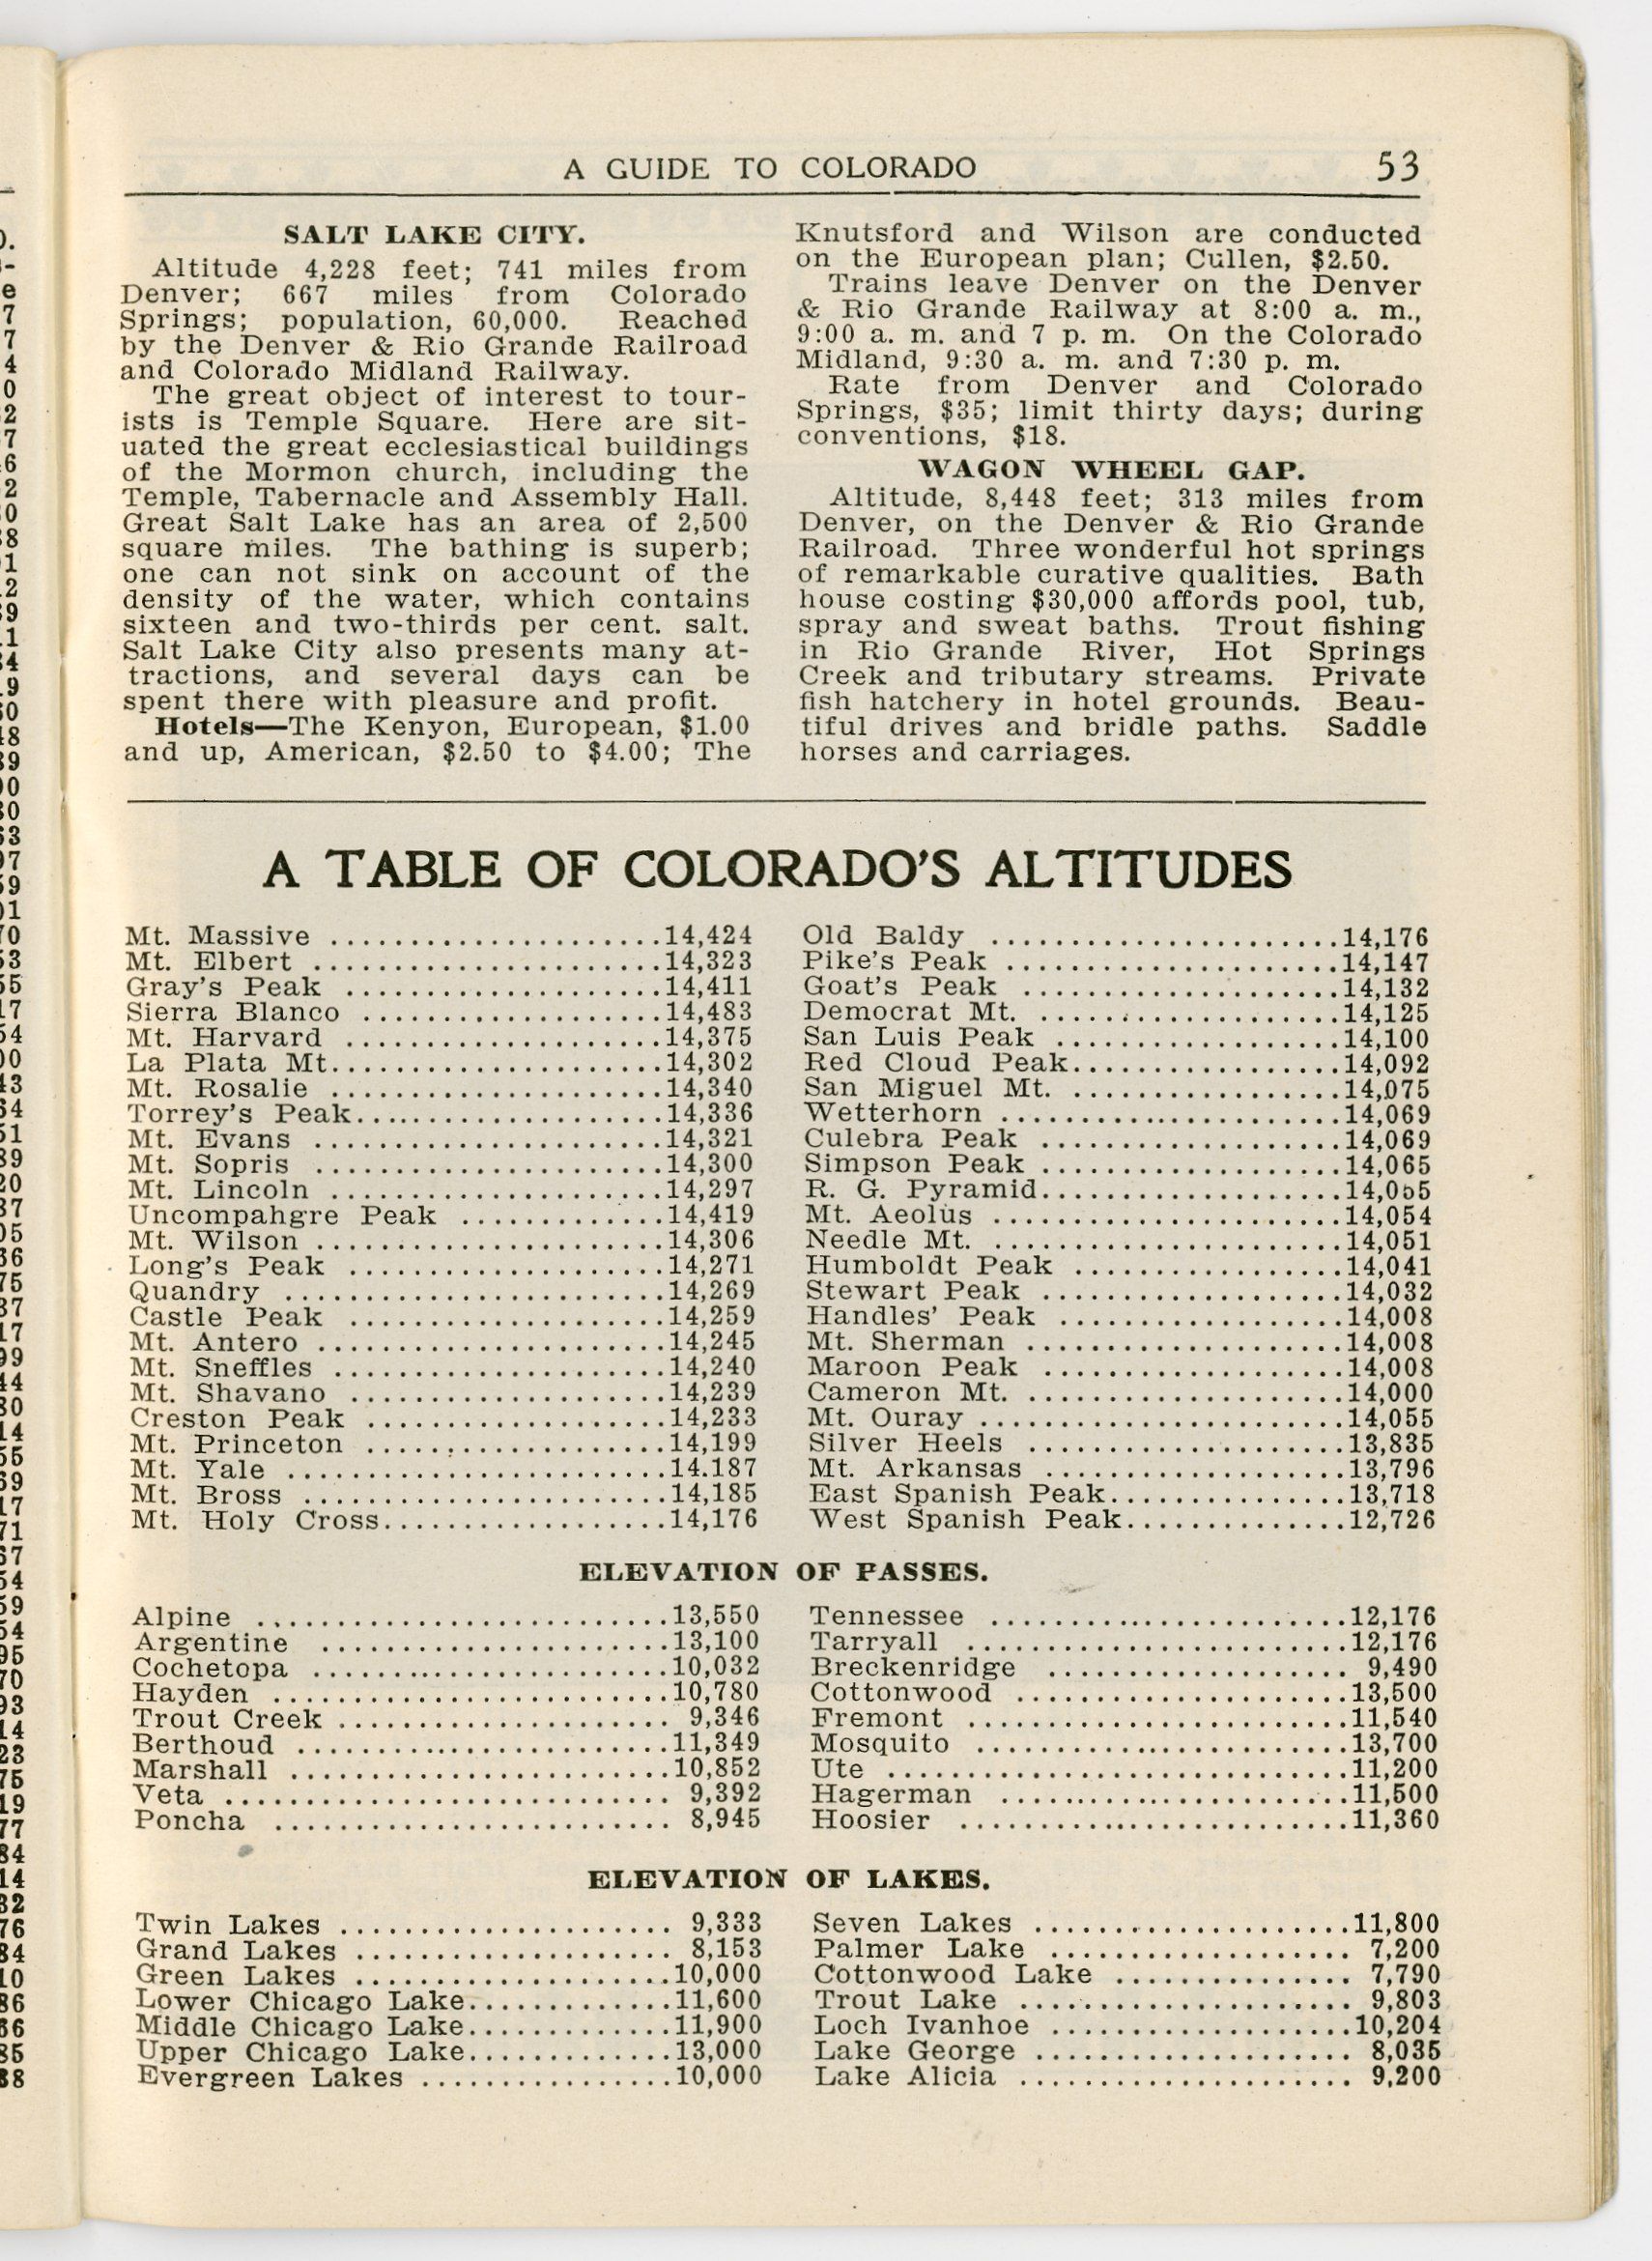 A GUIDE TO COLORADO 53
SALT LAKE CITY.
Altitude 4,228 feet; 741 miles from
Denver; 667 miles from Colorado
Springs; population, 60,000. Reached
by the Denver & Rio Grande Railroad
and Colorado Midland Railway.
The great object of interest to tour-
ists is Temple Square. Here are sit-
uated the great ecclesiastical buildings
of the Mormon church, including the
Temple, Tabernacle and Assembly Hall.
Great Salt Lake has an area of 2,500
square miles. The bathing is superb;
one can not sink on account of the
density of the water, which contains
sixteen and two-thirds per cent. salt.
Salt Lake City also presents many at-
tractions, and several days can be
spent there with pleasure and profit.
Hotels—The Kenyon, European, $1.00
and up, American, $2.50 to $4.00; The
Knutsford and Wilson are conducted
on the European plan; Cullen, $2.50.
Trains leave Denver on the Denver
& Rio Grande Railway at 8:00 a. m.,
9:00 a. m. and 7 p. m. On the Colorado
Midland, 9:30 a. m. and 7:30 p. m.
Rate from Denver and Colorado
Springs, $35; limit thirty days; during
conventions, $18.
WAGON WHEEL GAP.
Altitude, 8,448 feet; 313 miles from
Denver, on the Denver & Rio Grande
Railroad. Three wonderful hot springs
of remarkable curative qualities. Bath
house costing $30,000 affords pool, tub,
spray and sweat baths. Trout fishing
in Rio Grande River, Hot Springs
Creek and tributary streams. Private
fish hatchery in hotel grounds. Beau-
tiful drives and bridle paths. Saddle
horses and carriages.
A TABLE OF COLORADO'S ALTITUDES
Mt. Massive .....................14,424
Mt. Elbert ......................14,323
Gray's Peak ....................14,411
Sierra Blanco ...................14,483
Mt. Harvard ....................14,375
La Plata Mt.....................14,302
Mt. Rosalie .....................14,340
Torrey's Peak...................14,336
Mt. Evans ......................14,321
Mt. Sopris ......................14,300
Mt. Lincoln .....................14,297
Uncompahgre Peak .............14,419
Mt. Wilson ......................14,306
Long's Peak ....................14,271
Quandry ........................14,269
Castle Peak ....................14,259
Mt. Antero ......................14,245
Mt. Sneffles .....................14,240
Mt. Shavano ....................14,239
Creston Peak ...................14,233
Mt. Princeton ...................14,199
Mt. Yale ........................14.187
Mt. Bross .......................14,185
Mt. Holy Cross..................14,176
Old Baldy ......................14,176
Pike's Peak .....................14,147
Goat's Peak ....................14,132
Democrat Mt. ...................14,125
San Luis Peak ..................14,100
Red Cloud Peak.................14,092
San Miguel Mt. .................14,075
Wetterhorn ......................14,069
Culebra Peak ...................14,069
Simpson Peak ...................14,065
R. G. Pyramid...................
Mt. Aeolus ......................14,054
Needle Mt. ......................14,051
Humboldt Peak .................14,041
Stewart Peak ...................14,032
Handles' Peak ..................14,008
Mt. Sherman ....................14,008
Maroon Peak ...................14,008
Cameron Mt. ....................14,000
Mt. Ouray .......................14,055
Silver Heels ....................13,835
Mt. Arkansas ...................13,796
East Spanish Peak...............13,718
West Spanish Peak..............12,726
ELEVATION OF PASSES.
Alpine ..........................13,550
Argentine ......................13,100
Cochetopa .......................10,032
Hayden .........................10,780
Trout Creek ..................... 9,346
Berthoud ........................11,349
Marshall ........................10,852
Veta ............................ 9,392
Poncha ......................... 8,945
Tennessee .......................12,176
Tarryall ........................12,176
Breckenridge ................... 9,490
Cottonwood .....................13,500
Fremont ........................11,540
Mosquito ........................13,700
Ute .............................11,200
Hagerman ......................11,500
Hoosier .........................11,360
ELEVATION OF LAKES.
Twin Lakes ..................... 9,333
Grand Lakes .................... 8,153
Green Lakes ....................10,000
Lower Chicago Lake.............11,600
Middle Chicago Lake.............11,900
Upper Chicago Lake.............13,000
Evergreen Lakes ................10,000
Seven Lakes ....................11,800
Palmer Lake ................... 7,200
Cottonwood Lake ............... 7,790
Trout Lake ..................... 9,803
Loch Ivanhoe ...................10,204
Lake George .................... 8,035
Lake Alicia ..................... 9,200